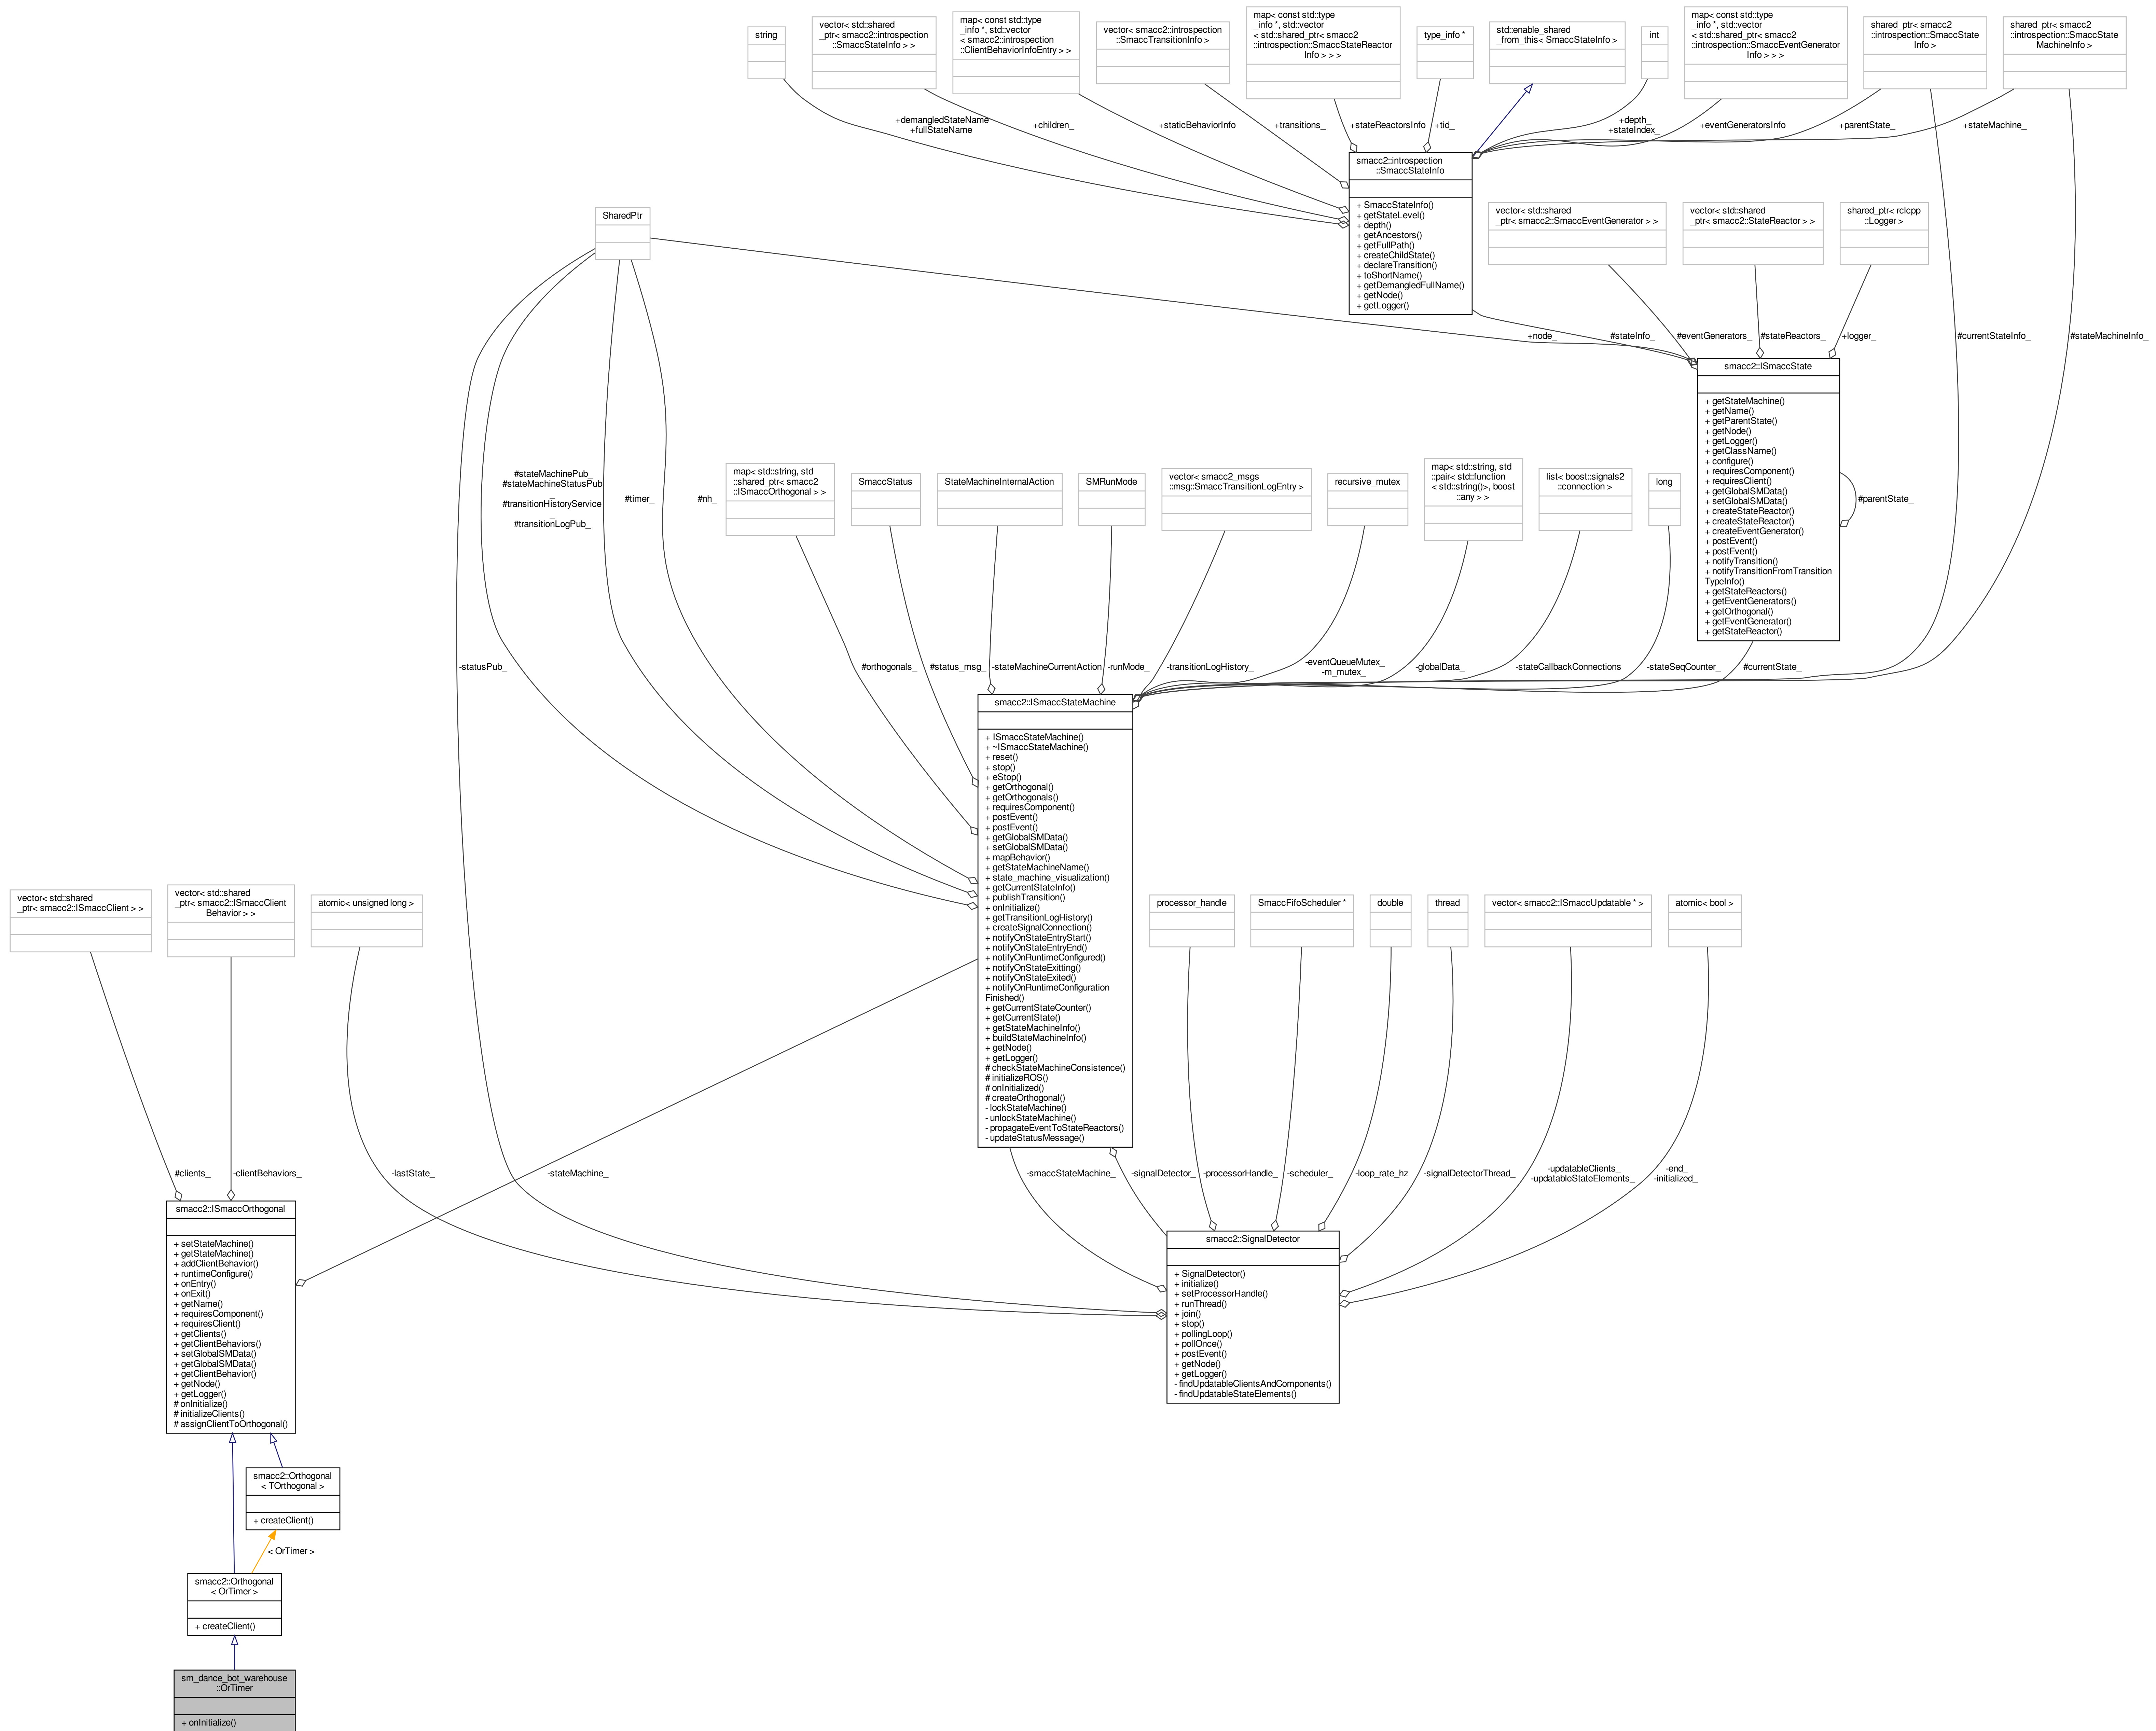 string
vector< std::shared
_ptr< smacc2::introspection
::SmaccStateInfo > >
map< const std::type
_info *, std::vector
< smacc2::introspection
::ClientBehaviorInfoEntry > >
vector< smacc2::introspection
::SmaccTransitionInfo >
map< const std::type
_info *, std::vector
< std::shared_ptr< smacc2
::introspection::SmaccStateReactor
Info > > >
type_info *
std::enable_shared
_from_this< SmaccStateInfo >
int
map< const std::type
_info *, std::vector
< std::shared_ptr< smacc2
::introspection::SmaccEventGenerator
Info > > >
shared_ptr< smacc2
::introspection::SmaccState
Info >
shared_ptr< smacc2
::introspection::SmaccState
MachineInfo >
+demangledStateName
+fullStateName
+children_
+staticBehaviorInfo
+transitions_
+stateReactorsInfo
+tid_
+depth_
+stateIndex_
+eventGeneratorsInfo
+parentState_
+stateMachine_
smacc2::introspection
::SmaccStateInfo
+ SmaccStateInfo()
+ getStateLevel()
+ depth()
+ getAncestors()
+ getFullPath()
+ createChildState()
+ declareTransition()
+ toShortName()
+ getDemangledFullName()
+ getNode()
+ getLogger()
SharedPtr
vector< std::shared
_ptr< smacc2::SmaccEventGenerator > >
vector< std::shared
_ptr< smacc2::StateReactor > >
shared_ptr< rclcpp
::Logger >
+node_
#stateInfo_
#eventGenerators_
#stateReactors_
+logger_
#currentStateInfo_
#stateMachineInfo_
smacc2::ISmaccState
+ getStateMachine()
+ getName()
+ getParentState()
+ getNode()
+ getLogger()
+ getClassName()
+ configure()
+ requiresComponent()
+ requiresClient()
+ getGlobalSMData()
+ setGlobalSMData()
+ createStateReactor()
+ createStateReactor()
+ createEventGenerator()
+ postEvent()
+ postEvent()
+ notifyTransition()
+ notifyTransitionFromTransition
TypeInfo()
+ getStateReactors()
+ getEventGenerators()
+ getOrthogonal()
+ getEventGenerator()
+ getStateReactor()
#parentState_
#stateMachinePub_
#stateMachineStatusPub
_
#transitionHistoryService
_
#transitionLogPub_
#timer_
#nh_
map< std::string, std
::shared_ptr< smacc2
::ISmaccOrthogonal > >
SmaccStatus
StateMachineInternalAction
SMRunMode
vector< smacc2_msgs
::msg::SmaccTransitionLogEntry >
recursive_mutex
map< std::string, std
::pair< std::function
< std::string()>, boost
::any > >
list< boost::signals2
::connection >
long
-statusPub_
#orthogonals_
#status_msg_
-stateMachineCurrentAction
-runMode_
-transitionLogHistory_
-eventQueueMutex_
-m_mutex_
-globalData_
-stateCallbackConnections
-stateSeqCounter_
#currentState_
smacc2::ISmaccStateMachine
+ ISmaccStateMachine()
+ ~ISmaccStateMachine()
+ reset()
+ stop()
+ eStop()
+ getOrthogonal()
+ getOrthogonals()
+ requiresComponent()
+ postEvent()
+ postEvent()
+ getGlobalSMData()
+ setGlobalSMData()
+ mapBehavior()
+ getStateMachineName()
+ state_machine_visualization()
+ getCurrentStateInfo()
+ publishTransition()
+ onInitialize()
+ getTransitionLogHistory()
+ createSignalConnection()
+ notifyOnStateEntryStart()
+ notifyOnStateEntryEnd()
+ notifyOnRuntimeConfigured()
+ notifyOnStateExitting()
+ notifyOnStateExited()
+ notifyOnRuntimeConfiguration
Finished()
+ getCurrentStateCounter()
+ getCurrentState()
+ getStateMachineInfo()
+ buildStateMachineInfo()
+ getNode()
+ getLogger()
# checkStateMachineConsistence()
# initializeROS()
# onInitialized()
# createOrthogonal()
- lockStateMachine()
- unlockStateMachine()
- propagateEventToStateReactors()
- updateStatusMessage()
vector< std::shared
_ptr< smacc2::ISmaccClient > >
vector< std::shared
_ptr< smacc2::ISmaccClient
Behavior > >
atomic< unsigned long >
processor_handle
SmaccFifoScheduler *
double
thread
vector< smacc2::ISmaccUpdatable * >
atomic< bool >
#clients_
-clientBehaviors_
-lastState_
-stateMachine_
-smaccStateMachine_
-signalDetector_
-processorHandle_
-scheduler_
-loop_rate_hz
-signalDetectorThread_
-updatableClients_
-updatableStateElements_
-end_
-initialized_
smacc2::ISmaccOrthogonal
+ setStateMachine()
+ getStateMachine()
+ addClientBehavior()
+ runtimeConfigure()
+ onEntry()
+ onExit()
+ getName()
+ requiresComponent()
+ requiresClient()
+ getClients()
+ getClientBehaviors()
+ setGlobalSMData()
+ getGlobalSMData()
+ getClientBehavior()
+ getNode()
+ getLogger()
# onInitialize()
# initializeClients()
# assignClientToOrthogonal()
smacc2::SignalDetector
+ SignalDetector()
+ initialize()
+ setProcessorHandle()
+ runThread()
+ join()
+ stop()
+ pollingLoop()
+ pollOnce()
+ postEvent()
+ getNode()
+ getLogger()
- findUpdatableClientsAndComponents()
- findUpdatableStateElements()
smacc2::Orthogonal
< TOrthogonal >
+ createClient()
< OrTimer >
smacc2::Orthogonal
< OrTimer >
+ createClient()
sm_dance_bot_warehouse
::OrTimer
+ onInitialize()